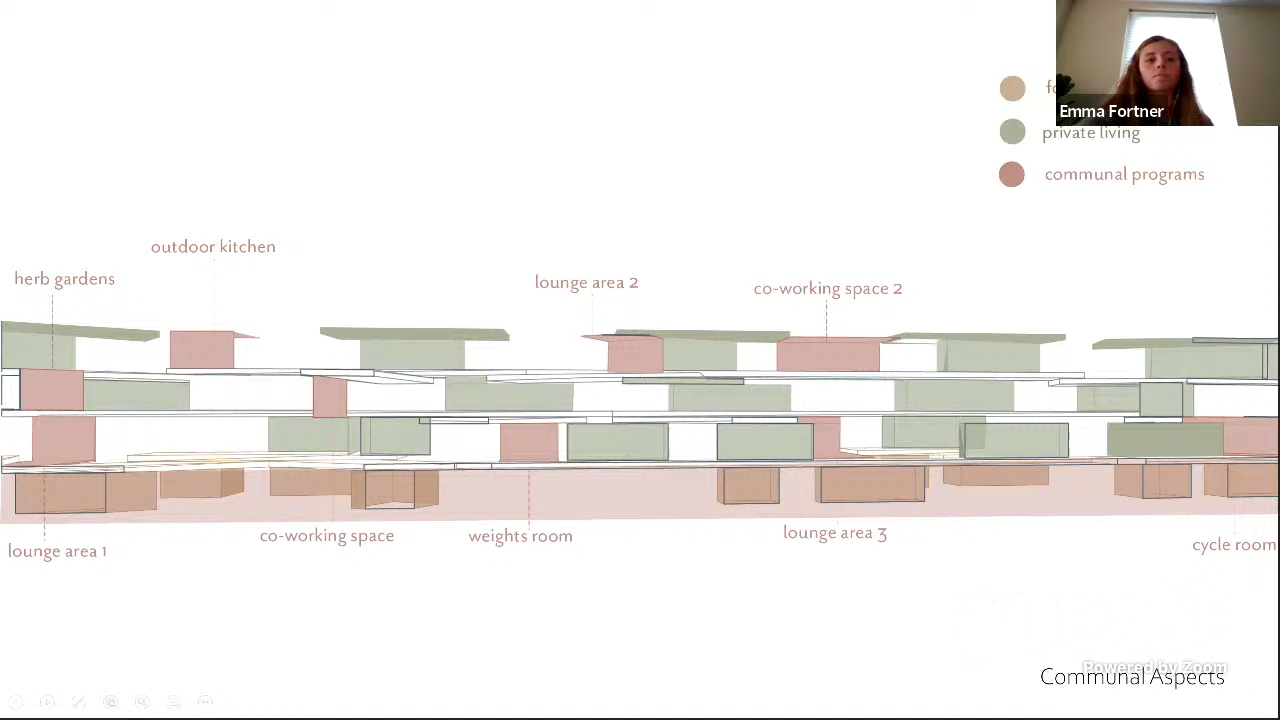 Emma Fortner
private living
communal programs
outdoor kitchen
herb gardens
lounge area 2
co-working space 2
co-working space
weights room
lounge area 3
lounge area 1
cycle room
Powered by Zoom
Communal Aspects